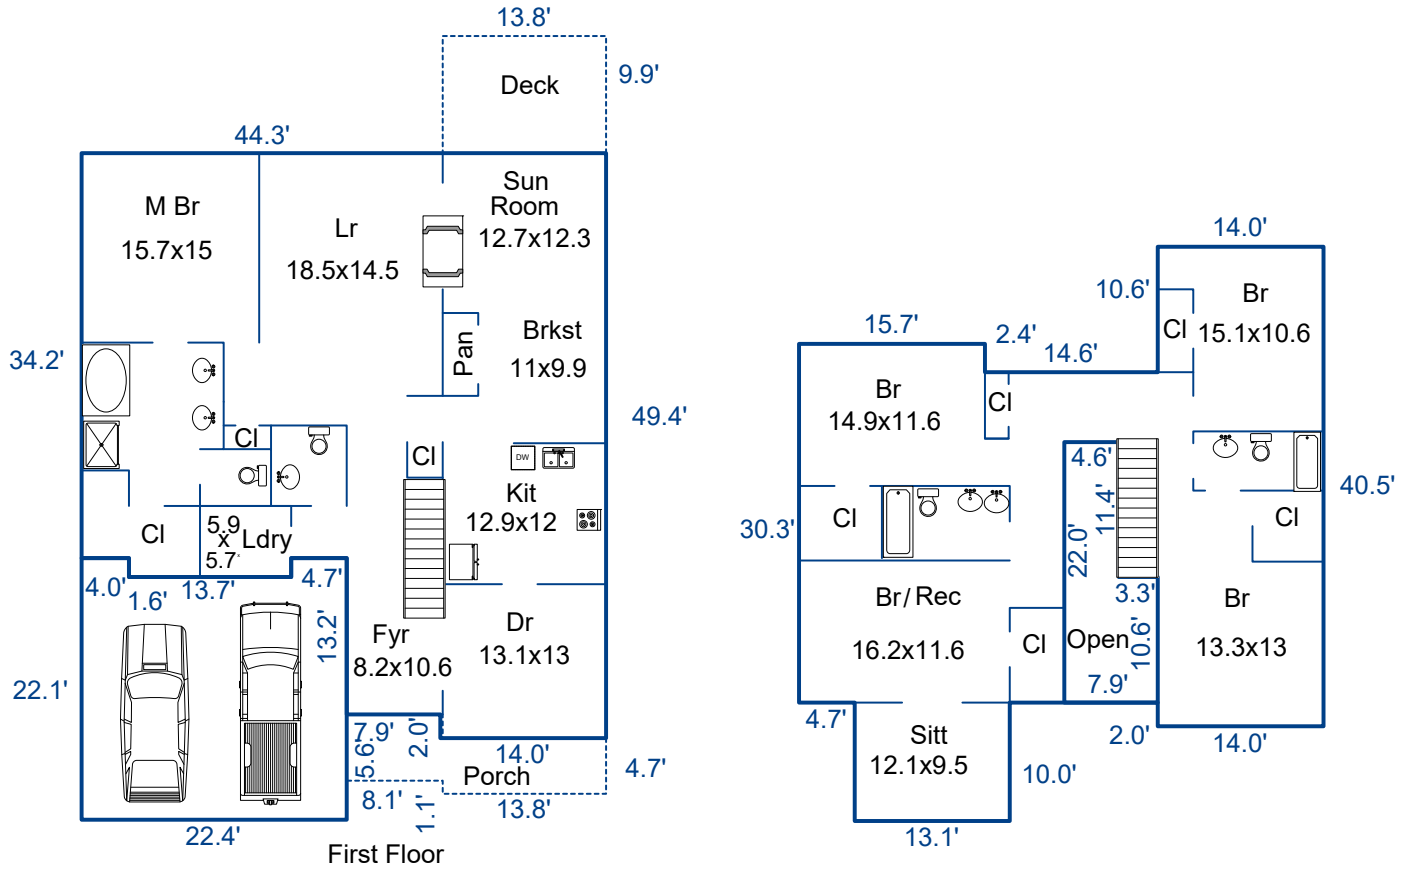 13.8'
Deck
9.9'
44.3'
M Br
15.7x15
Lr
18.5x14.5
Sun
Room
12.7x12.3
34.2'
Pan
Brkst
11x9.9
49.4'
Cl
Cl
DW
Kit
12.9x12
Cl
5.9
x
5.7
Ldry
4.0'
1.6'
13.7'
4.7'
13.2'
Fyr
8.2x10.6
Dr
13.1x13
22.1'
7.9'
5.6'
2.0'
14.0'
Porch
4.7'
8.1'
1.1'
13.8'
22.4'
First Floor
14.0'
10.6'
Br
15.1x10.6
Cl
15.7'
2.4'
14.6'
Br
14.9x11.6
Cl
4.6'
11.4'
22.0'
40.5'
30.3'
Cl
Cl
3.3'
Br/ Rec
16.2x11.6
Cl
Open
10.6'
7.9'
Br
13.3x13
4.7'
Sitt
12.1x9.5
2.0'
14.0'
10.0'
13.1'